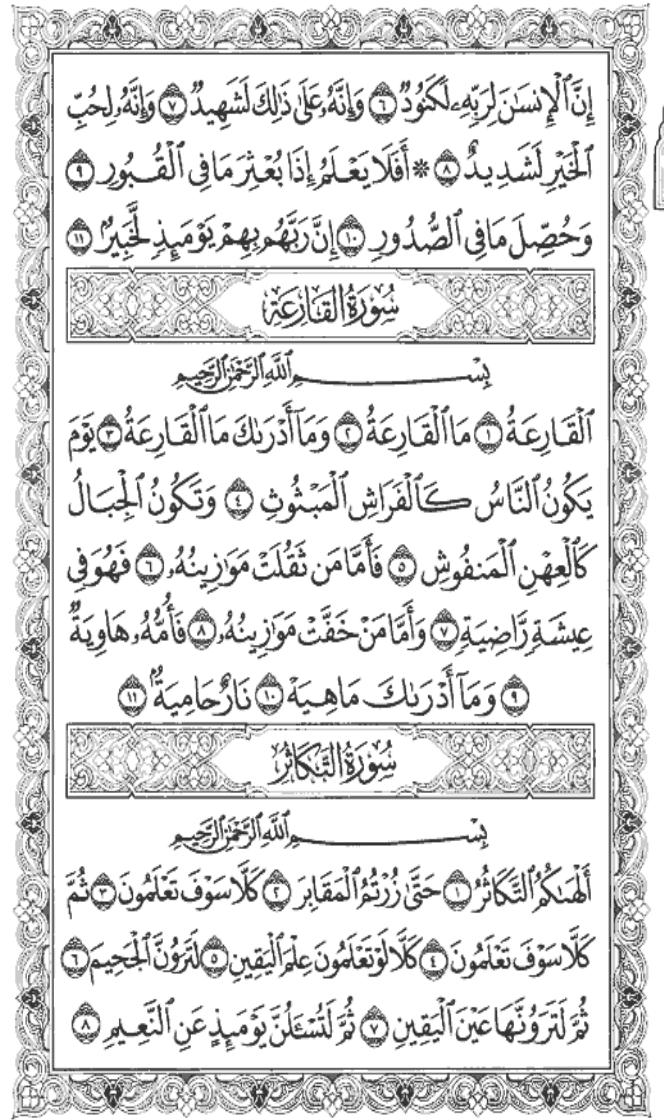 إِنَّ ٱلْإِنسَٰنَ لِرَبِّهِۦ لَكَنُودٌ ٦ وَإِنَّهُۥ عَلَىٰ ذَٰلِكَ لَشَهِيدٌ ٧ وَإِنَّهُۥ لِحُبِّ
ٱلْخَيْرِ لَشَدِيدٌ ٨ ۞ أَفَلَا يَعْلَمُ إِذَا بُعْثِرَ مَا فِى ٱلْقُبُورِ ٩
وَحُصِّلَ مَا فِى ٱلصُّدُورِ ١٠ إِنَّ رَبَّهُم بِهِمْ يَوْمَئِذٍ لَّخَبِيرٌۢ ١١
سُورَةُ القَارِعَةِ
بِسْمِ ٱللَّهِ ٱلرَّحْمَٰنِ ٱلرَّحِيمِ
ٱلْقَارِعَةُ ١ مَا ٱلْقَارِعَةُ ٢ وَمَآ أَدْرَىٰكَ مَا ٱلْقَارِعَةُ ٣ يَوْمَ
يَكُونُ ٱلنَّاسُ كَٱلْفَرَاشِ ٱلْمَبْثُوثِ ٤ وَتَكُونُ ٱلْجِبَالُ
كَٱلْعِهْنِ ٱلْمَنفُوشِ ٥ فَأَمَّا مَن ثَقُلَتْ مَوَٰزِينُهُۥ ٦ فَهُوَ فِى
عِيشَةٍ رَّاضِيَةٍ ٧ وَأَمَّا مَنْ خَفَّتْ مَوَٰزِينُهُۥ ٨ فَأُمُّهُۥ هَاوِيَةٌ
٩ وَمَآ أَدْرَىٰكَ مَا هِيَهْ ١٠ نَارٌ حَامِيَةٌۢ ١١
سُورَةُ التَّكَاثُرِ
بِسْمِ ٱللَّهِ ٱلرَّحْمَٰنِ ٱلرَّحِيمِ
أَلْهَىٰكُمُ ٱلتَّكَاثُرُ ١ حَتَّىٰ زُرْتُمُ ٱلْمَقَابِرَ ٢ كَلَّا سَوْفَ تَعْلَمُونَ ٣ ثُمَّ
كَلَّا سَوْفَ تَعْلَمُونَ ٤ كَلَّا لَوْ تَعْلَمُونَ عِلْمَ ٱلْيَقِينِ ٥ لَتَرَوُنَّ ٱلْجَحِيمَ ٦
ثُمَّ لَتَرَوُنَّهَا عَيْنَ ٱلْيَقِينِ ٧ ثُمَّ لَتُسْـَٔلُنَّ يَوْمَئِذٍ عَنِ ٱلنَّعِيمِ ٨